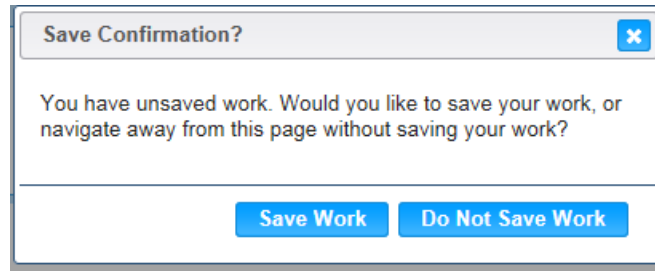 Save Confirmation?
You have unsaved work. Would you like to save your work, or
navigate away from this page without saving your work?
Save Work Do Not Save Work